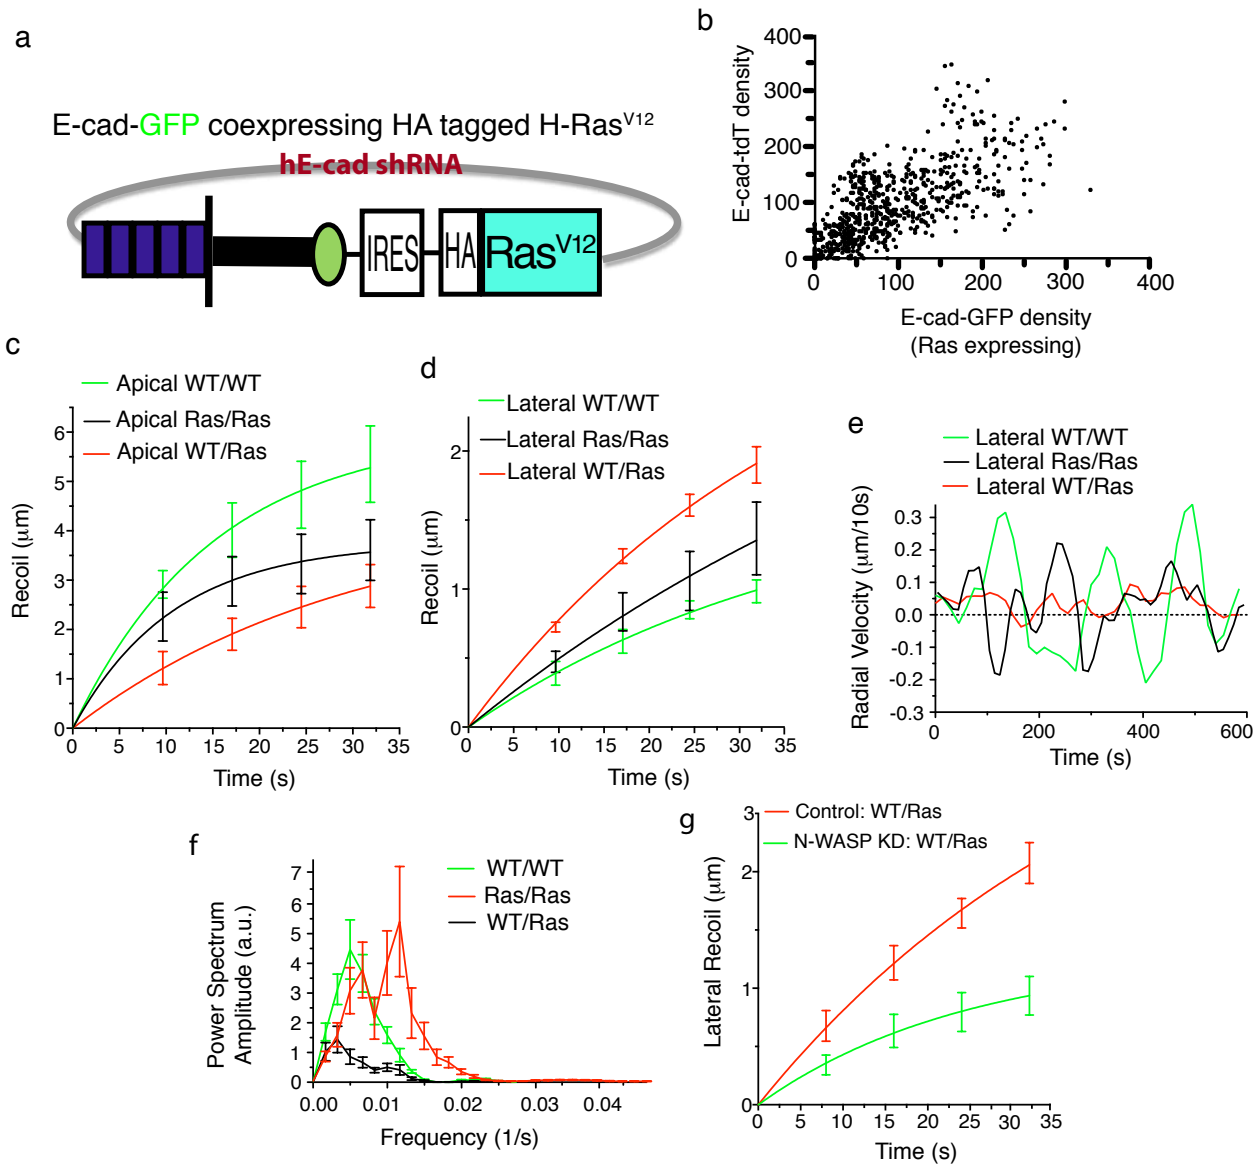 a
E-cad-GFP coexpressing HA tagged H-Ras^V12
hE-cad shRNA
IRES
HA
Ras^V12
b
400
300
200
100
0
E-cad-tdT density
0 100 200 300 400
E-cad-GFP density
(Ras expressing)
c
Apical WT/WT
Apical Ras/Ras
Apical WT/Ras
6
5
4
3
2
1
0
Recoil (μm)
0 5 10 15 20 25 30 35
Time (s)
d
Lateral WT/WT
Lateral Ras/Ras
Lateral WT/Ras
2
1
0
Recoil (μm)
0 5 10 15 20 25 30 35
Time (s)
e
Lateral WT/WT
Lateral Ras/Ras
Lateral WT/Ras
0.3
0.2
0.1
0.0
-0.1
-0.2
-0.3
Radial Velocity (μm/10s)
0 200 400 600
Time (s)
f
WT/WT
Ras/Ras
WT/Ras
7
6
5
4
3
2
1
0
Power Spectrum
Amplitude (a.u.)
0.00 0.01 0.02 0.03 0.04
Frequency (1/s)
g
Control: WT/Ras
N-WASP KD: WT/Ras
3
2
1
0
Lateral Recoil (μm)
0 5 10 15 20 25 30 35
Time (s)